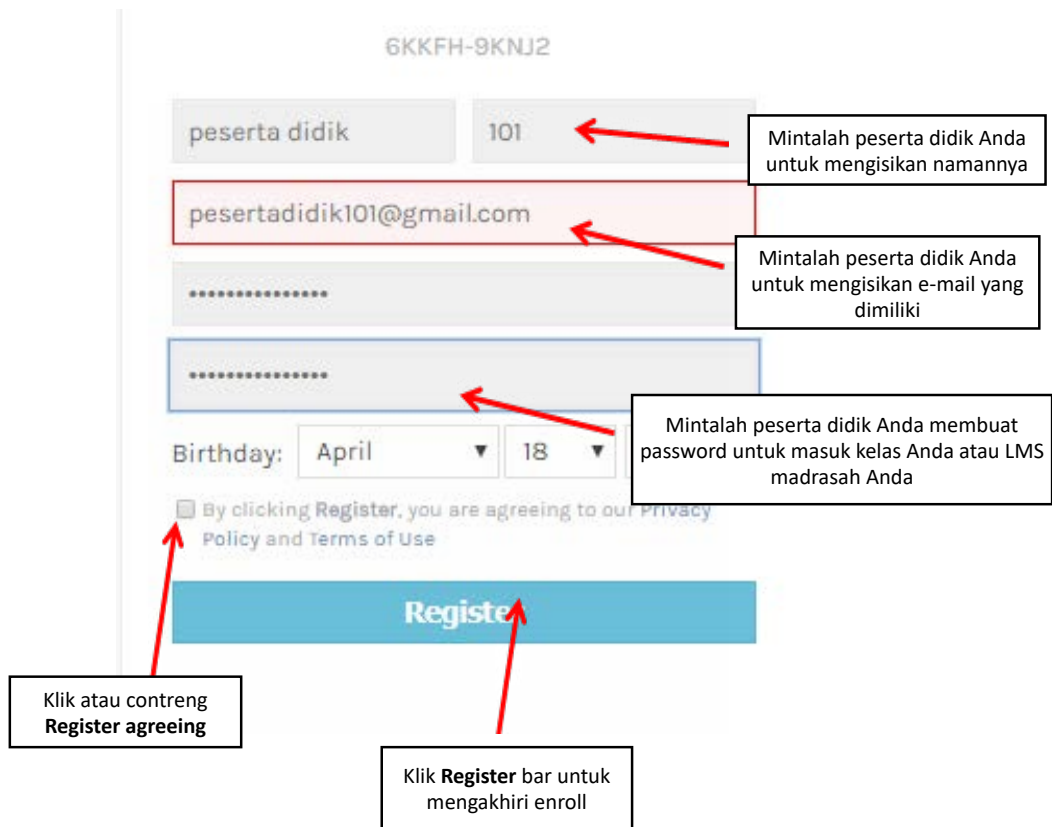 6KKFH-9KNJ2
peserta didik 101
Mintalah peserta didik Anda
untuk mengisikan namannya
pesertadidik101@gmail.com
Mintalah peserta didik Anda
untuk mengisikan e-mail yang
dimiliki
•••••••••••••••
•••••••••••••••
Mintalah peserta didik Anda membuat
password untuk masuk kelas Anda atau LMS
madrasah Anda
Birthday: April 18
By clicking Register, you are agreeing to our Privacy
Policy and Terms of Use
Register
Klik atau contreng
Register agreeing
Klik Register bar untuk
mengakhiri enroll